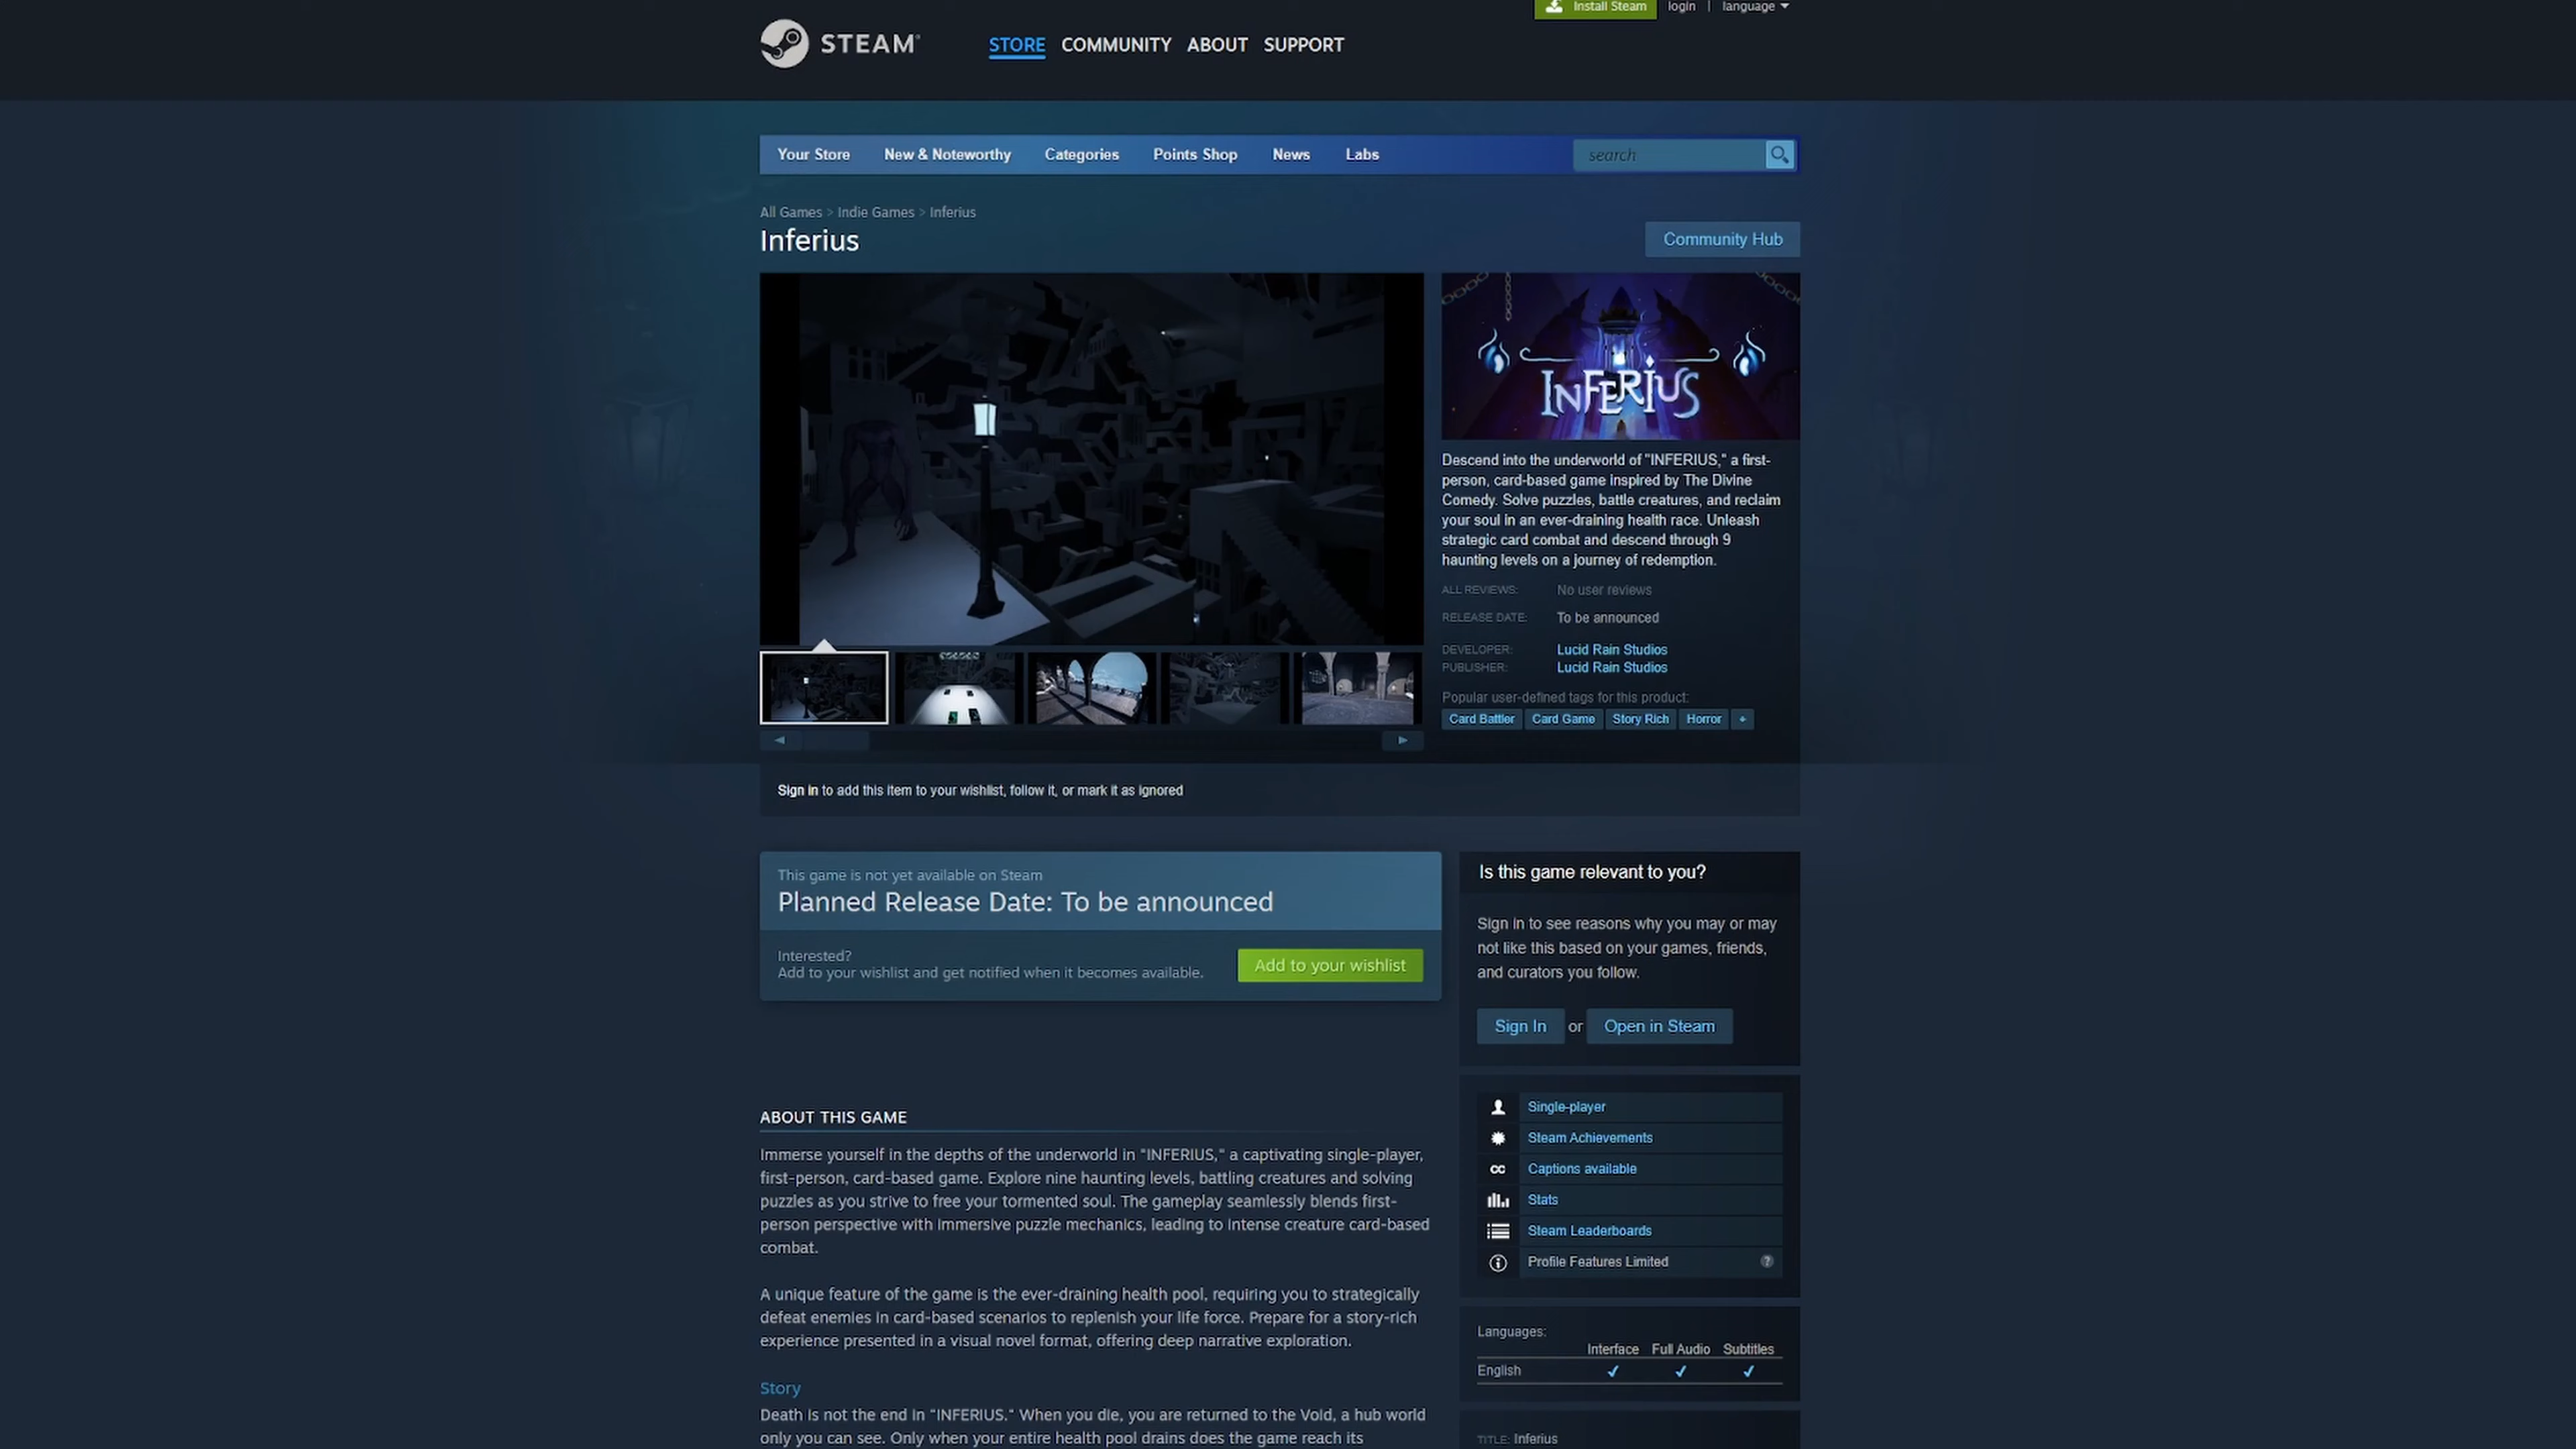 Install Steam login | language
STEAM
STORE COMMUNITY ABOUT SUPPORT
Your Store New & Noteworthy Categories Points Shop News Labs search
All Games > Indie Games > Inferius
Inferius
Community Hub
INFERIUS
Descend into the underworld of "INFERIUS," a first-
person, card-based game inspired by The Divine
Comedy. Solve puzzles, battle creatures, and reclaim
your soul in an ever-draining health race. Unleash
strategic card combat and descend through 9
haunting levels on a journey of redemption.
ALL REVIEWS: No user reviews
RELEASE DATE: To be announced
DEVELOPER: Lucid Rain Studios
PUBLISHER: Lucid Rain Studios
Popular user-defined tags for this product:
Card Battler Card Game Story Rich Horror +
Sign in to add this item to your wishlist, follow it, or mark it as ignored
This game is not yet available on Steam
Planned Release Date: To be announced
Interested?
Add to your wishlist and get notified when it becomes available.
Add to your wishlist
Is this game relevant to you?
Sign in to see reasons why you may or may
not like this based on your games, friends,
and curators you follow.
Sign In or Open in Steam
ABOUT THIS GAME
Immerse yourself in the depths of the underworld in "INFERIUS," a captivating single-player,
first-person, card-based game. Explore nine haunting levels, battling creatures and solving
puzzles as you strive to free your tormented soul. The gameplay seamlessly blends first-
person perspective with immersive puzzle mechanics, leading to intense creature card-based
combat.
A unique feature of the game is the ever-draining health pool, requiring you to strategically
defeat enemies in card-based scenarios to replenish your life force. Prepare for a story-rich
experience presented in a visual novel format, offering deep narrative exploration.
Story
Death is not the end in "INFERIUS." When you die, you are returned to the Void, a hub world
only you can see. Only when your entire health pool drains does the game reach its
Single-player
Steam Achievements
CC Captions available
Stats
Steam Leaderboards
Profile Features Limited ?
Languages:
Interface Full Audio Subtitles
English ✓ ✓ ✓
TITLE: Inferius